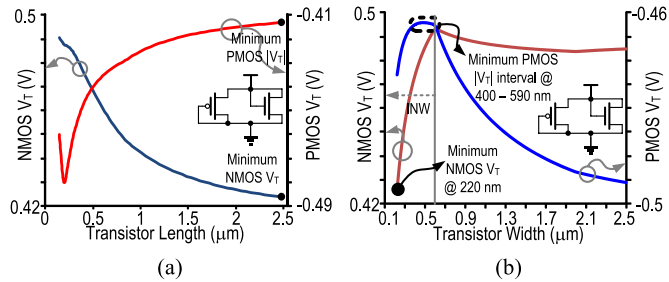 (a)
0.5
-0.41
NMOS V_T (V)
PMOS V_T (V)
Minimum
PMOS |V_T|
Minimum
NMOS V_T
0.42
-0.49
0 0.5 1 1.5 2 2.5
Transistor Length (μm)
(a)
(b)
0.5
-0.46
NMOS V_T (V)
PMOS V_T (V)
Minimum PMOS
|V_T| interval @
400 – 590 nm
INW
Minimum
NMOS V_T
@ 220 nm
0.42
-0.5
0.1 0.5 0.9 1.3 1.7 2.1 2.5
Transistor Width (μm)
(b)